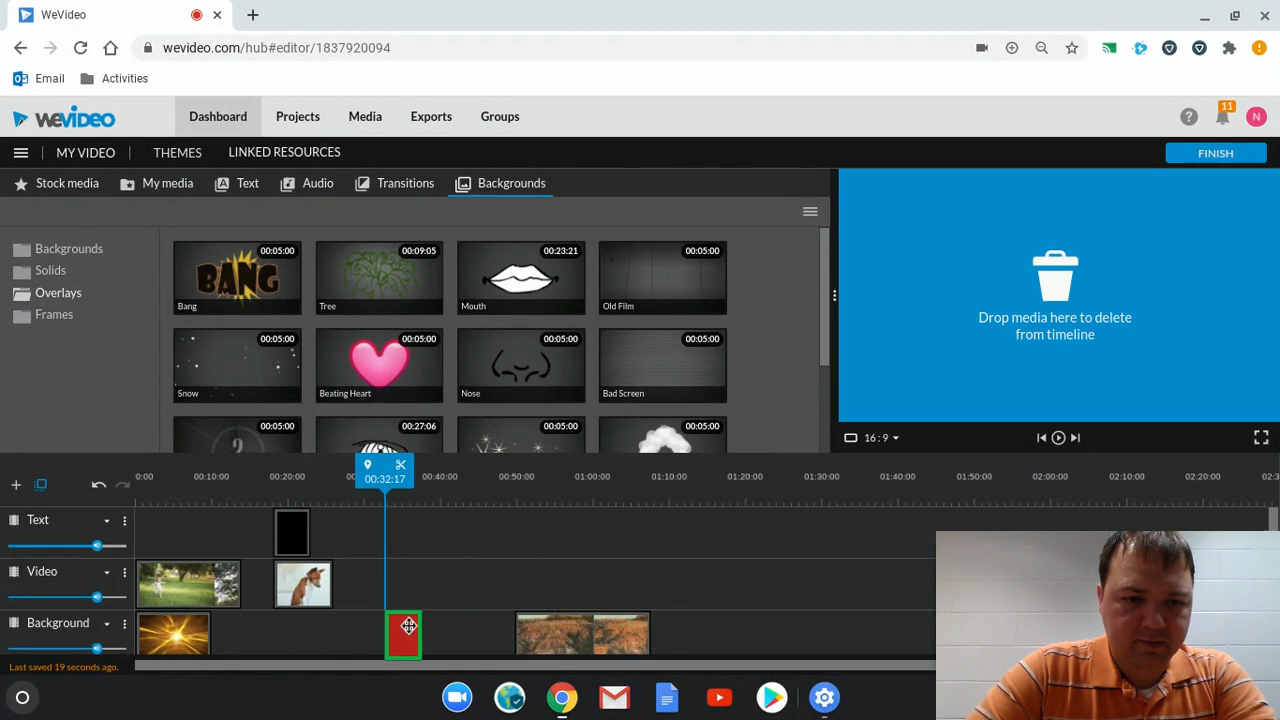 WeVideo
wevideo.com/hub#editor/1837920094
Email
Activities
wevideo
Dashboard
Projects
Media
Exports
Groups
11
N
MY VIDEO
THEMES
LINKED RESOURCES
FINISH
Stock media
My media
Text
Audio
Transitions
Backgrounds
Backgrounds
Solids
Overlays
Frames
00:05:00
BANG
Bang
00:09:05
Tree
00:23:21
Mouth
00:05:00
Old Film
00:05:00
Snow
00:05:00
Beating Heart
00:05:00
Nose
00:05:00
Bad Screen
00:05:00
2
00:27:06
00:05:00
00:05:00
Drop media here to delete
from timeline
16:9
0:00
00:10:00
00:20:00
00:32:17
00:40:00
00:50:00
01:00:00
01:10:00
01:20:00
01:30:00
01:40:00
01:50:00
02:00:00
02:10:00
02:20:00
Text
Video
Background
Last saved 19 seconds ago.